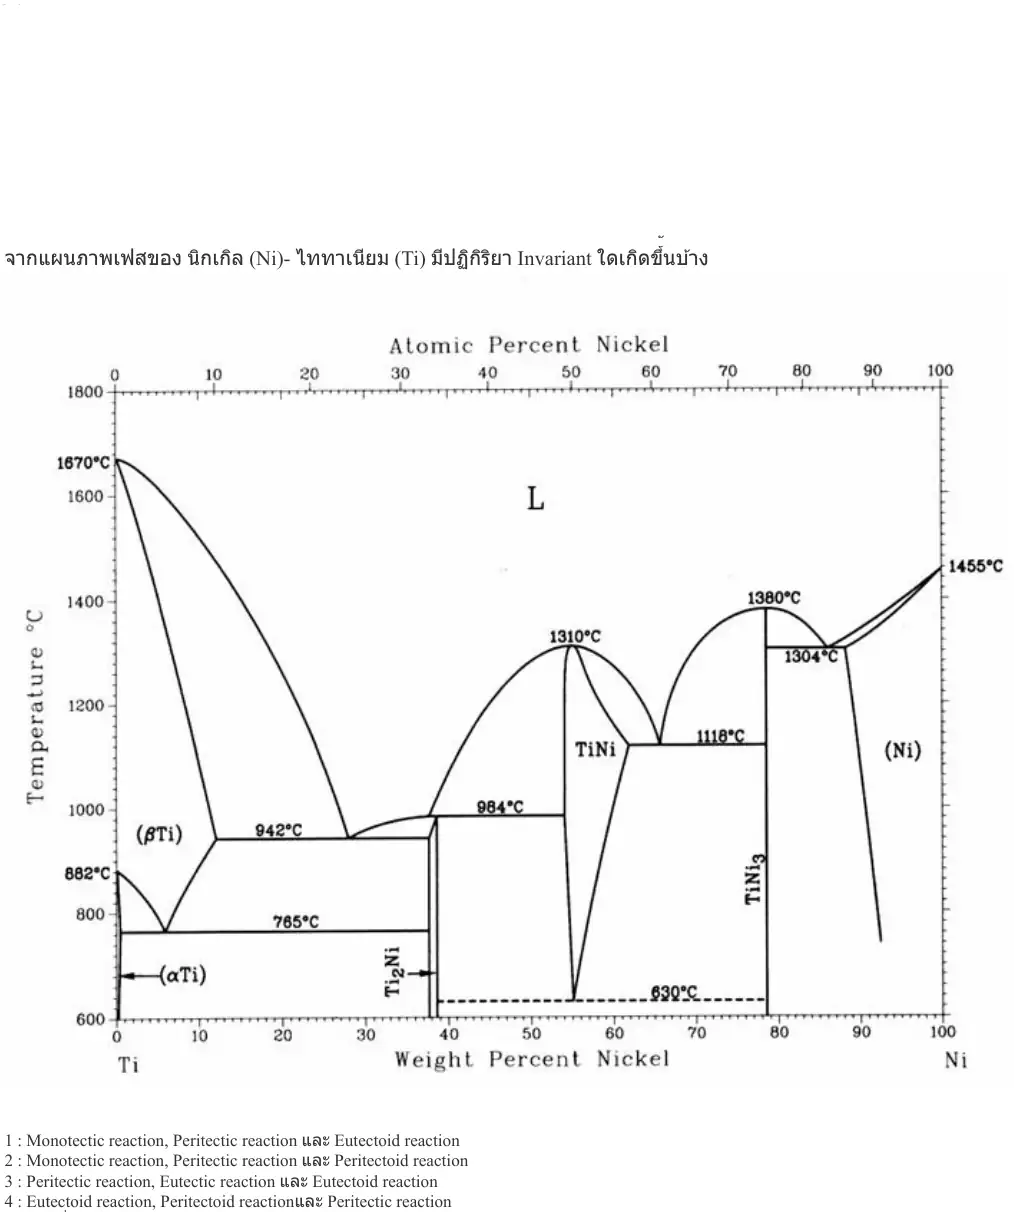 จากแผนภาพเฟสของ นิกเกิล (Ni)- ไททาเนียม (Ti) มีปฏิกิริยา Invariant ใดเกิดขึ้นบ้าง
Atomic Percent Nickel
0 10 20 30 40 50 60 70 80 90 100
1800
1670°C
1600
L
1455°C
1400
1380°C
1310°C
1304°C
Temperature °C
1200
1118°C
TiNi
(Ni)
1000
984°C
942°C
(βTi)
882°C
TiNi3
800
765°C
(αTi)
Ti2Ni
630°C
600
0 10 20 30 40 50 60 70 80 90 100
Ti
Weight Percent Nickel
Ni
1 : Monotectic reaction, Peritectic reaction และ Eutectoid reaction
2 : Monotectic reaction, Peritectic reaction และ Peritectoid reaction
3 : Peritectic reaction, Eutectic reaction และ Eutectoid reaction
4 : Eutectoid reaction, Peritectoid reactionและ Peritectic reaction